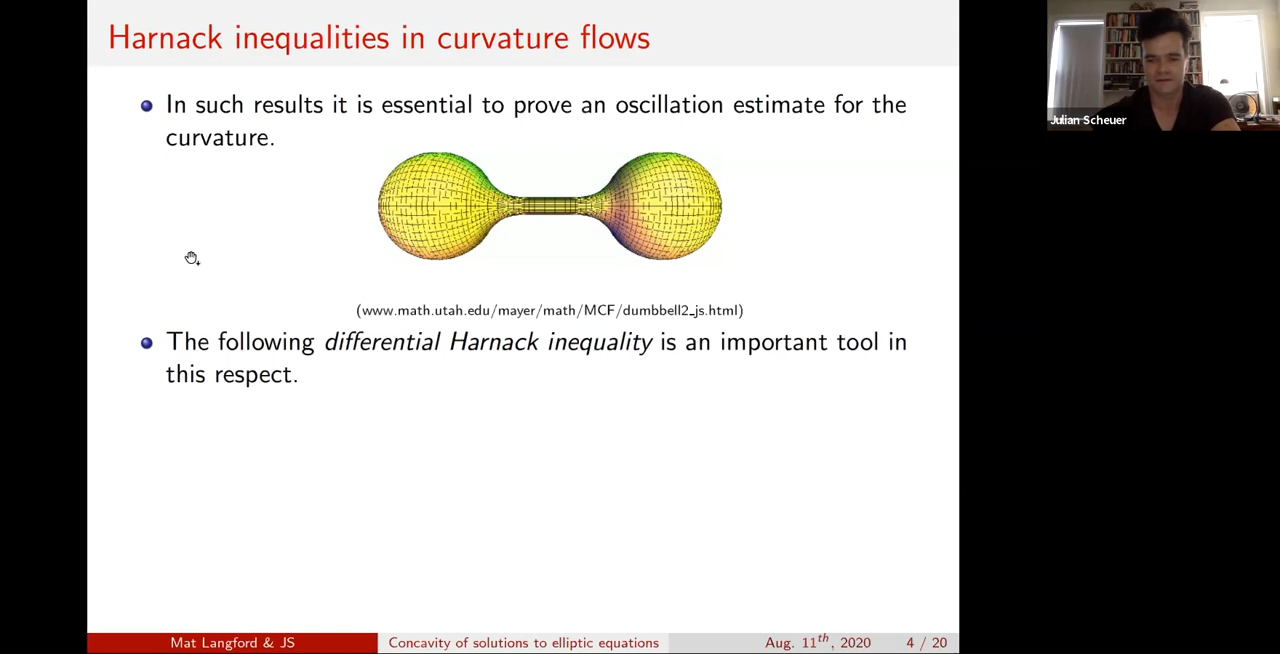 Harnack inequalities in curvature flows
In such results it is essential to prove an oscillation estimate for the
curvature.
(www.math.utah.edu/mayer/math/MCF/dumbbell2_js.html)
The following differential Harnack inequality is an important tool in
this respect.
Mat Langford & JS
Concavity of solutions to elliptic equations
Aug. 11th, 2020
4 / 20
Julian Scheuer